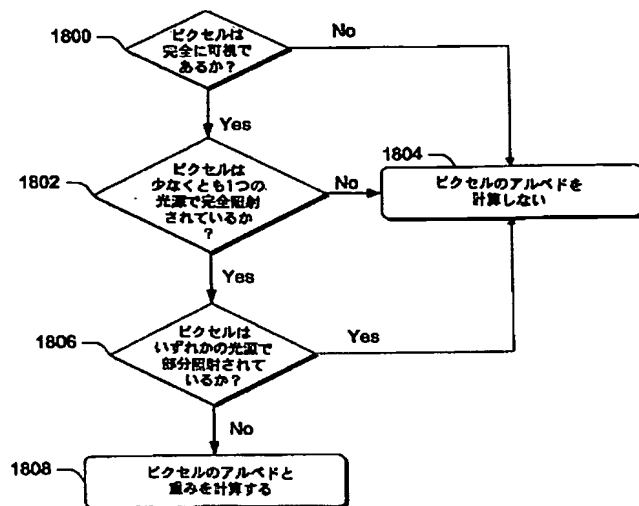 1800
ピクセルは
完全に可視で
あるか?
No
Yes
1802
ピクセルは
少なくとも1つの
光源で完全照射
されているか
?
No
1804
ピクセルのアルベドを
計算しない
Yes
1806
ピクセルは
いずれかの光源で
部分照射されて
いるか?
Yes
No
1808
ピクセルのアルベドと
重みを計算する